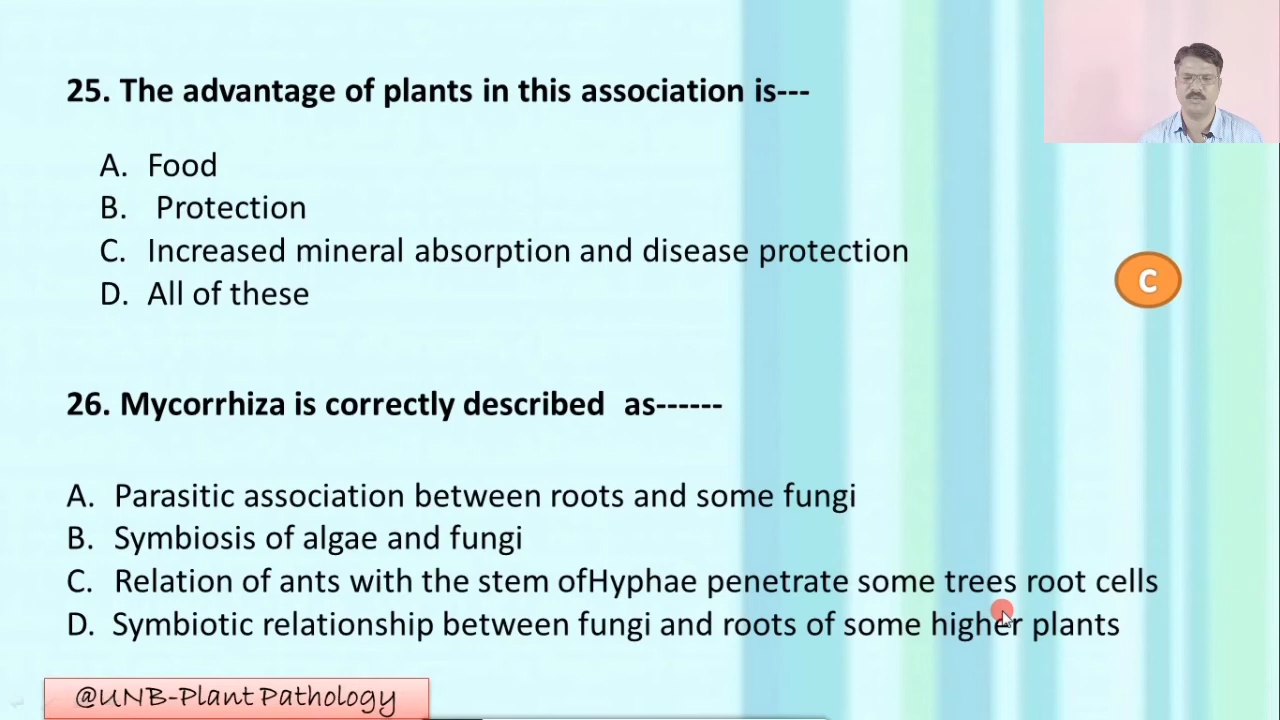 25. The advantage of plants in this association is---
A. Food
B. Protection
C. Increased mineral absorption and disease protection
D. All of these
C
26. Mycorrhiza is correctly described as------
A. Parasitic association between roots and some fungi
B. Symbiosis of algae and fungi
C. Relation of ants with the stem ofHyphae penetrate some trees root cells
D. Symbiotic relationship between fungi and roots of some higher plants
@UNB-Plant Pathology